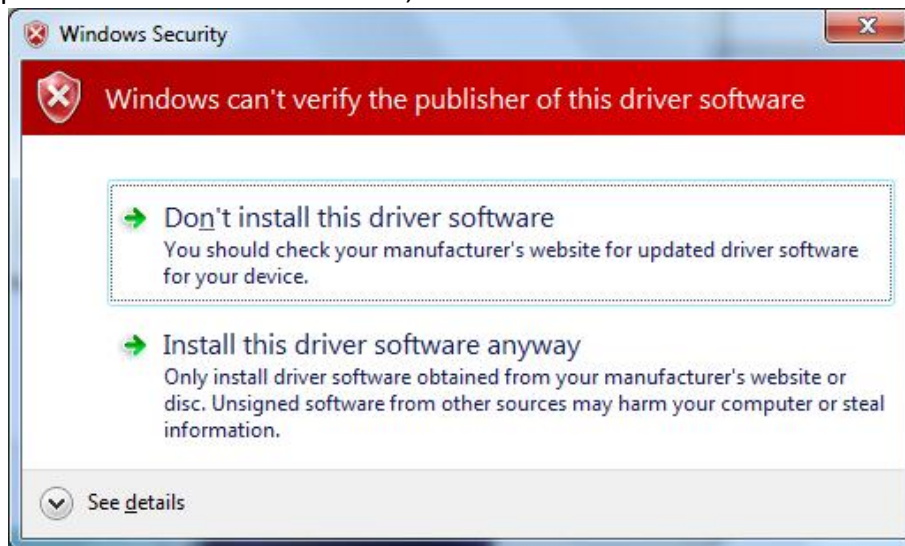 Windows Security
Windows can't verify the publisher of this driver software
Don't install this driver software
You should check your manufacturer's website for updated driver software
for your device.
Install this driver software anyway
Only install driver software obtained from your manufacturer's website or
disc. Unsigned software from other sources may harm your computer or steal
information.
See details